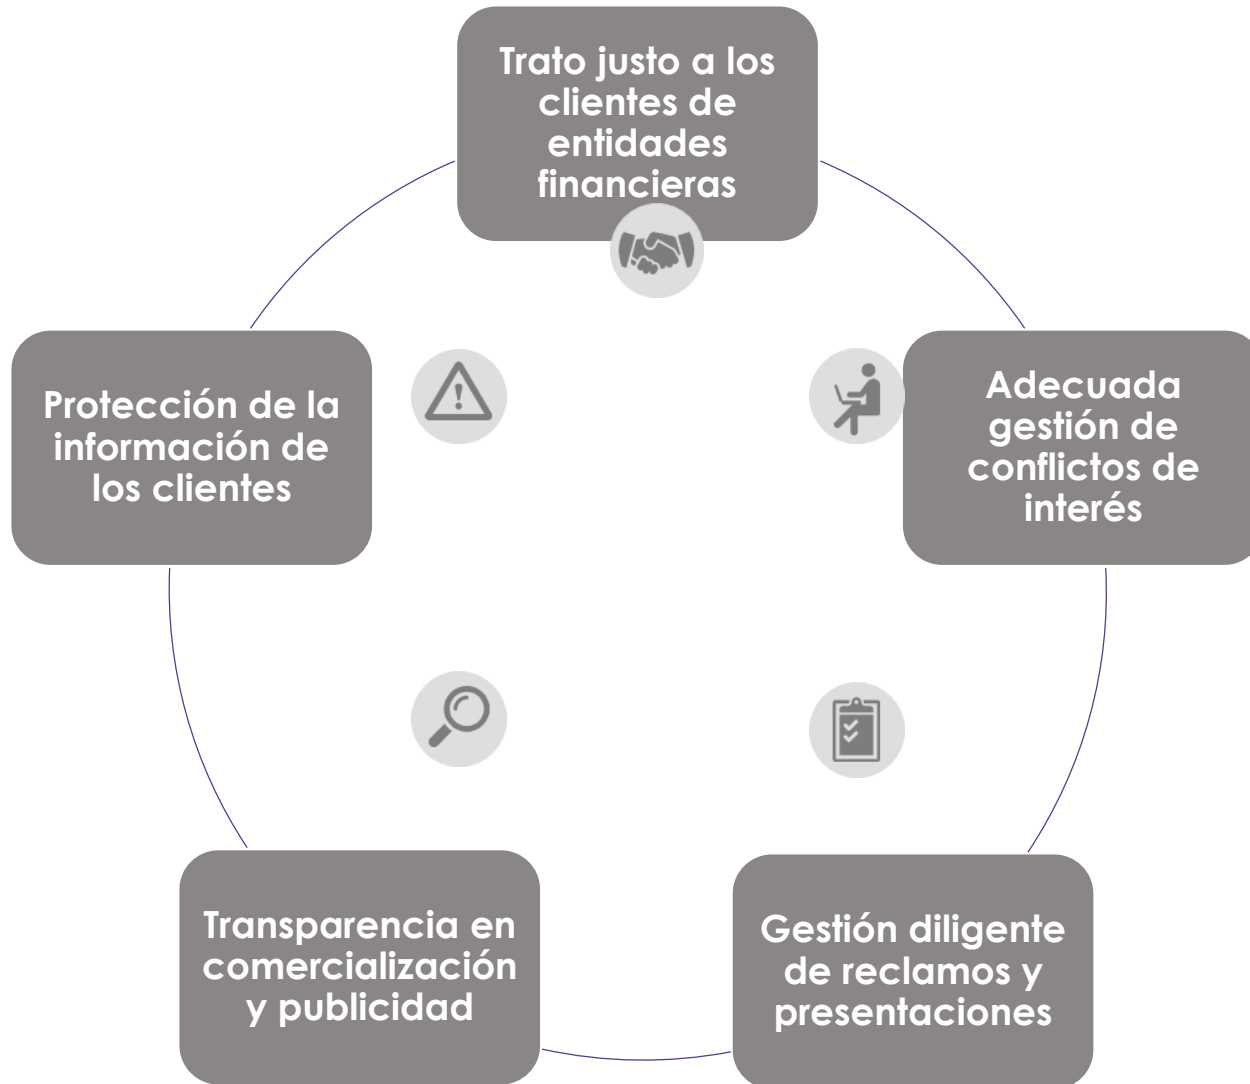 Trato justo a los
clientes de
entidades
financieras
Protección de la
información de
los clientes
Adecuada
gestión de
conflictos de
interés
Transparencia en
comercialización
y publicidad
Gestión diligente
de reclamos y
presentaciones